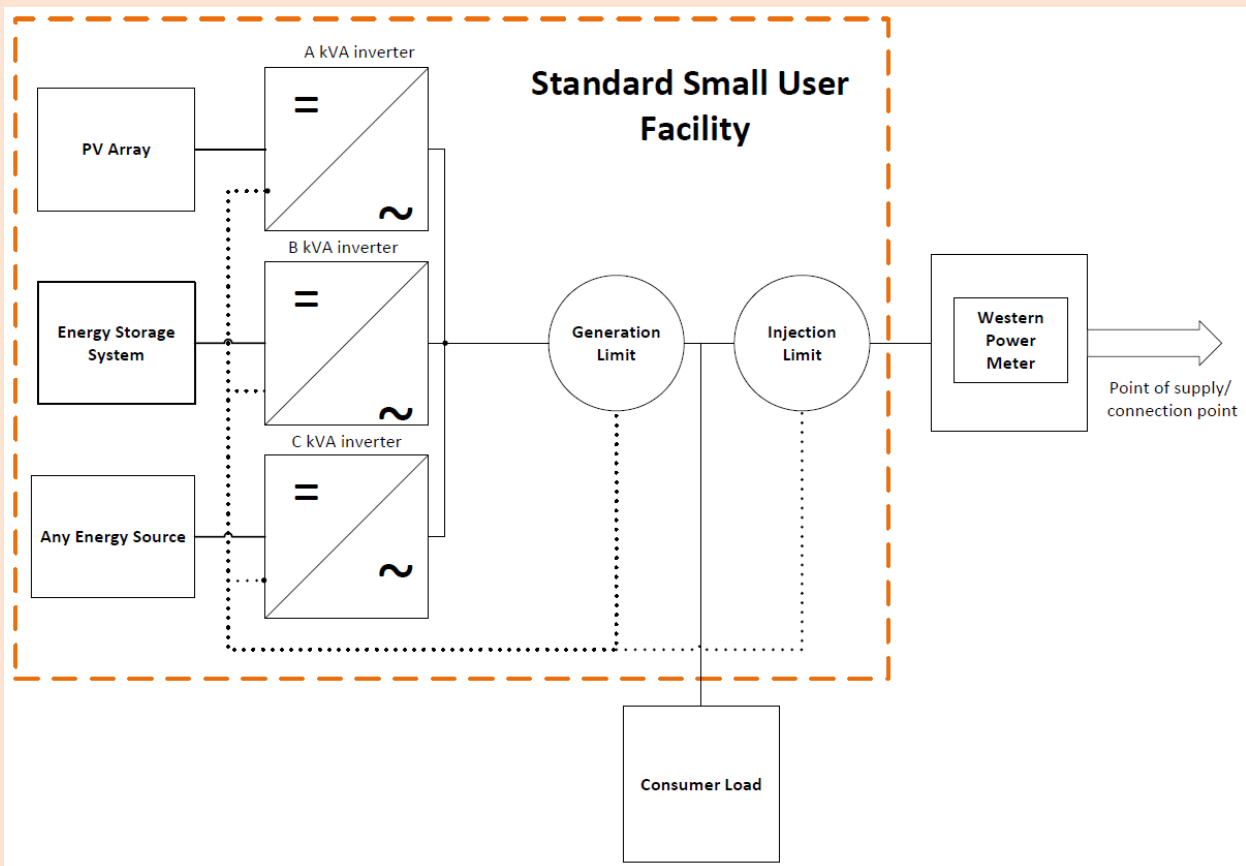 A kVA inverter
Standard Small User
Facility
=
PV Array
~
B kVA inverter
=
Energy Storage
System
~
Generation
Limit
Injection
Limit
Western
Power
Meter
Point of supply/
connection point
C kVA inverter
=
Any Energy Source
~
Consumer Load